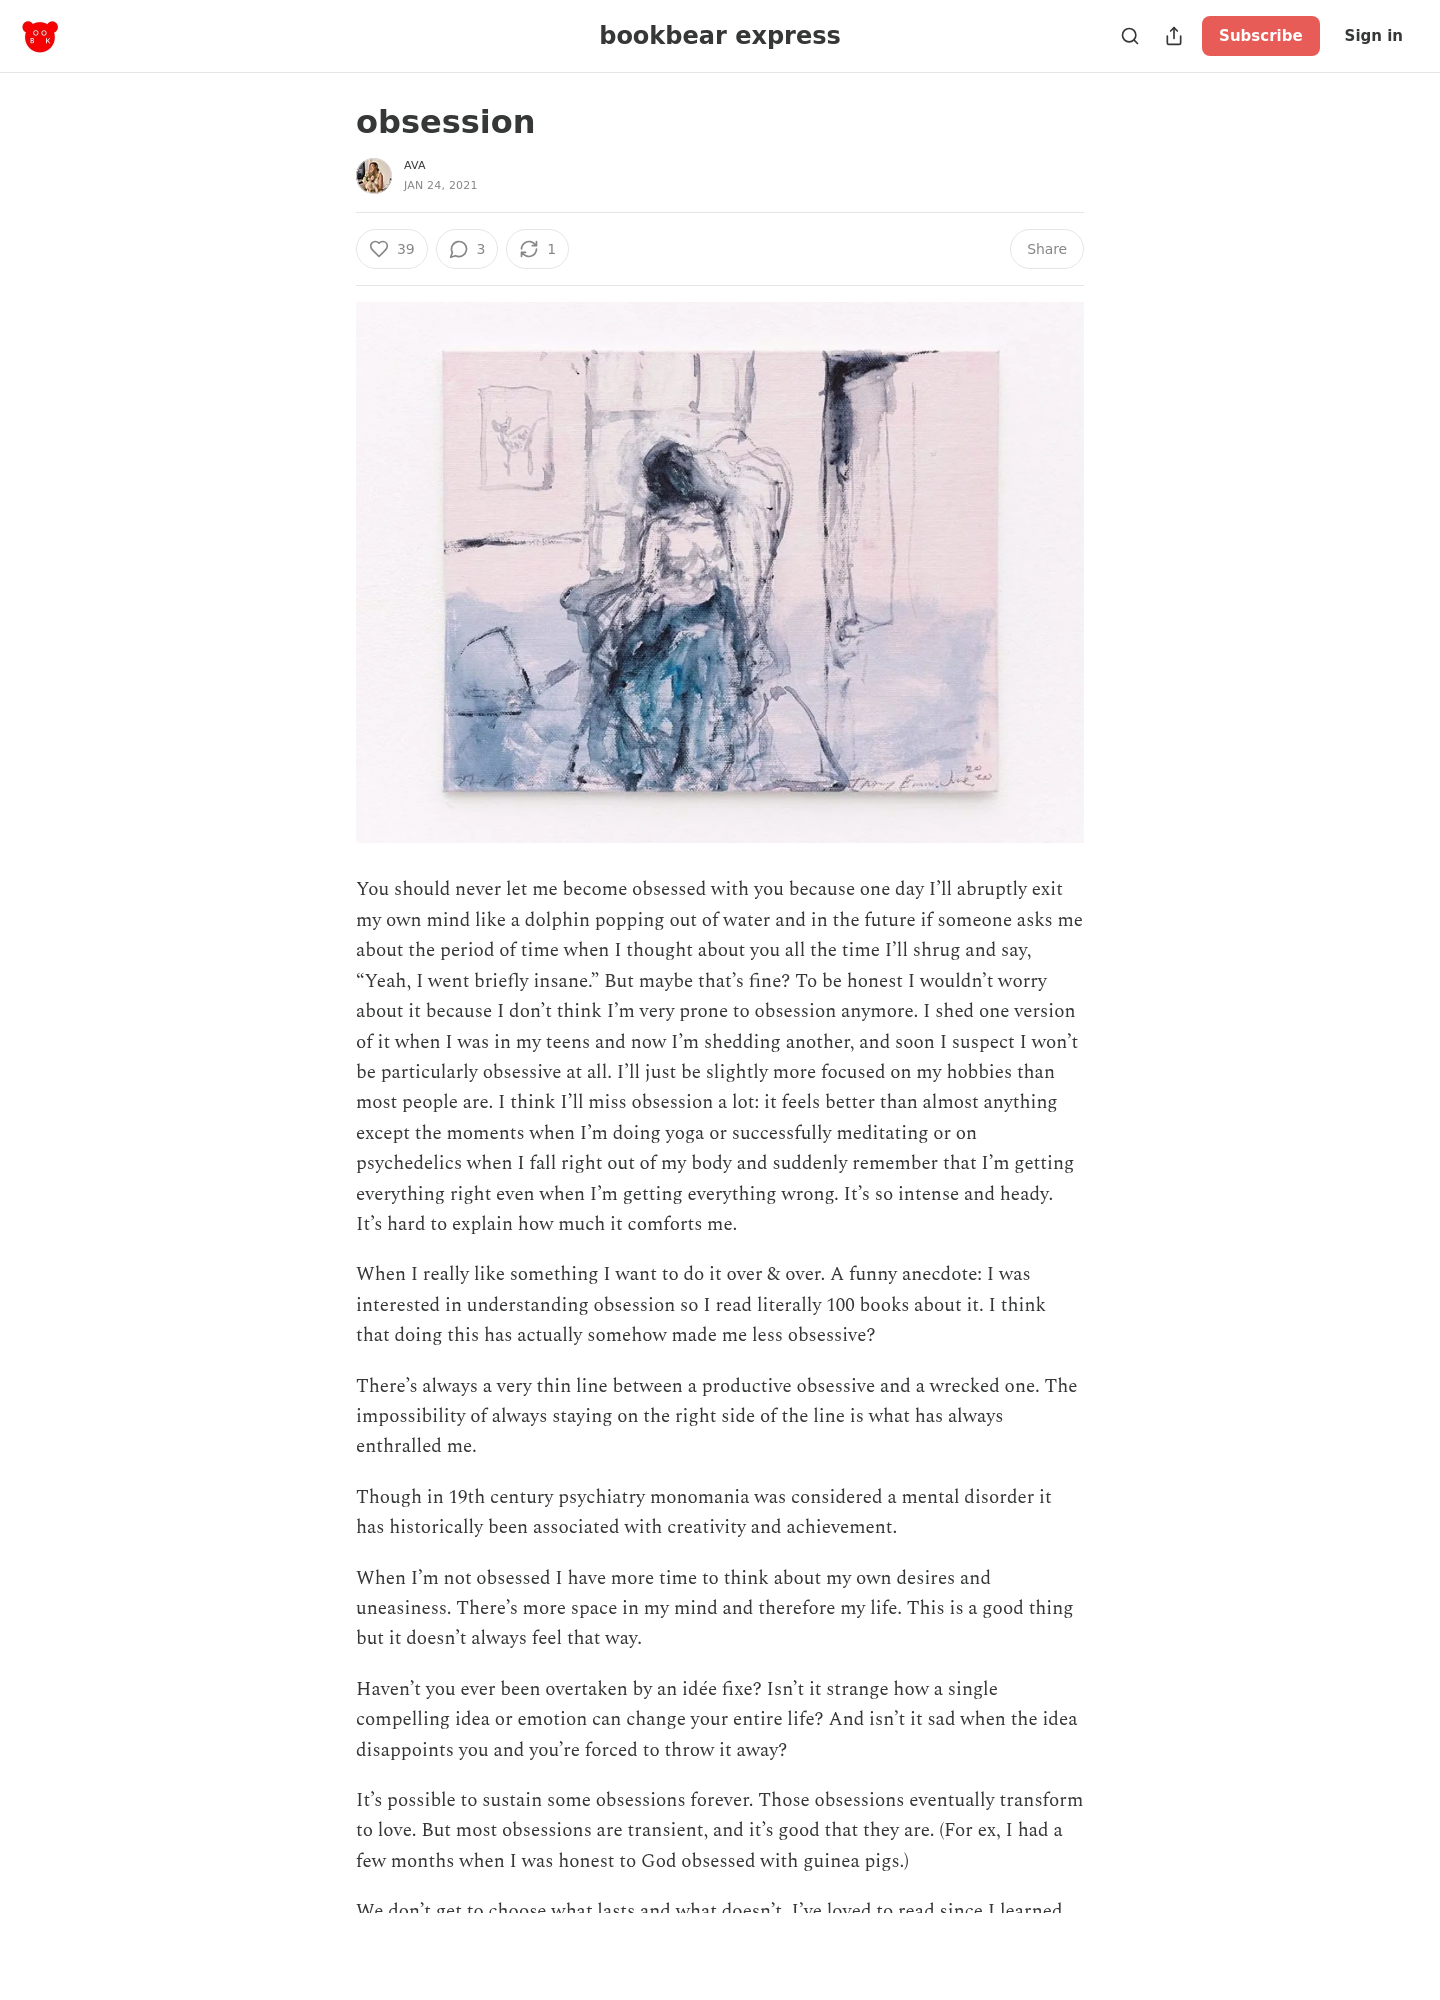 OO
B K
bookbear express
Subscribe
Sign in
obsession
AVA
JAN 24, 2021
39
3
1
Share
You should never let me become obsessed with you because one day I’ll abruptly exit
my own mind like a dolphin popping out of water and in the future if someone asks me
about the period of time when I thought about you all the time I’ll shrug and say,
“Yeah, I went briefly insane.” But maybe that’s fine? To be honest I wouldn’t worry
about it because I don’t think I’m very prone to obsession anymore. I shed one version
of it when I was in my teens and now I’m shedding another, and soon I suspect I won’t
be particularly obsessive at all. I’ll just be slightly more focused on my hobbies than
most people are. I think I’ll miss obsession a lot: it feels better than almost anything
except the moments when I’m doing yoga or successfully meditating or on
psychedelics when I fall right out of my body and suddenly remember that I’m getting
everything right even when I’m getting everything wrong. It’s so intense and heady.
It’s hard to explain how much it comforts me.
When I really like something I want to do it over & over. A funny anecdote: I was
interested in understanding obsession so I read literally 100 books about it. I think
that doing this has actually somehow made me less obsessive?
There’s always a very thin line between a productive obsessive and a wrecked one. The
impossibility of always staying on the right side of the line is what has always
enthralled me.
Though in 19th century psychiatry monomania was considered a mental disorder it
has historically been associated with creativity and achievement.
When I’m not obsessed I have more time to think about my own desires and
uneasiness. There’s more space in my mind and therefore my life. This is a good thing
but it doesn’t always feel that way.
Haven’t you ever been overtaken by an idée fixe? Isn’t it strange how a single
compelling idea or emotion can change your entire life? And isn’t it sad when the idea
disappoints you and you’re forced to throw it away?
It’s possible to sustain some obsessions forever. Those obsessions eventually transform
to love. But most obsessions are transient, and it’s good that they are. (For ex, I had a
few months when I was honest to God obsessed with guinea pigs.)
We don’t get to choose what lasts and what doesn’t. I’ve loved to read since I learned